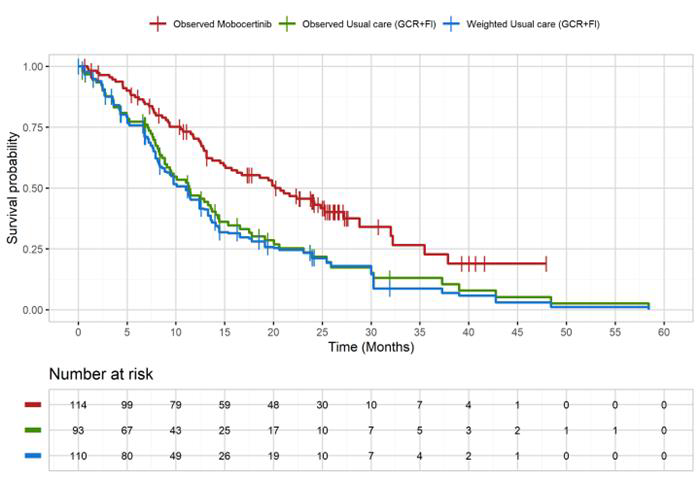 Observed Mobocertinib Observed Usual care (GCR+FI) Weighted Usual care (GCR+FI)
1.00
0.75
0.50
0.25
0.00
Survival probability
0 5 10 15 20 25 30 35 40 45 50 55 60
Time (Months)
Number at risk
114 99 79 59 48 30 10 7 4 1 0 0 0
93 67 43 25 17 10 7 5 3 2 1 1 0
110 80 49 26 19 10 7 4 2 1 0 0 0